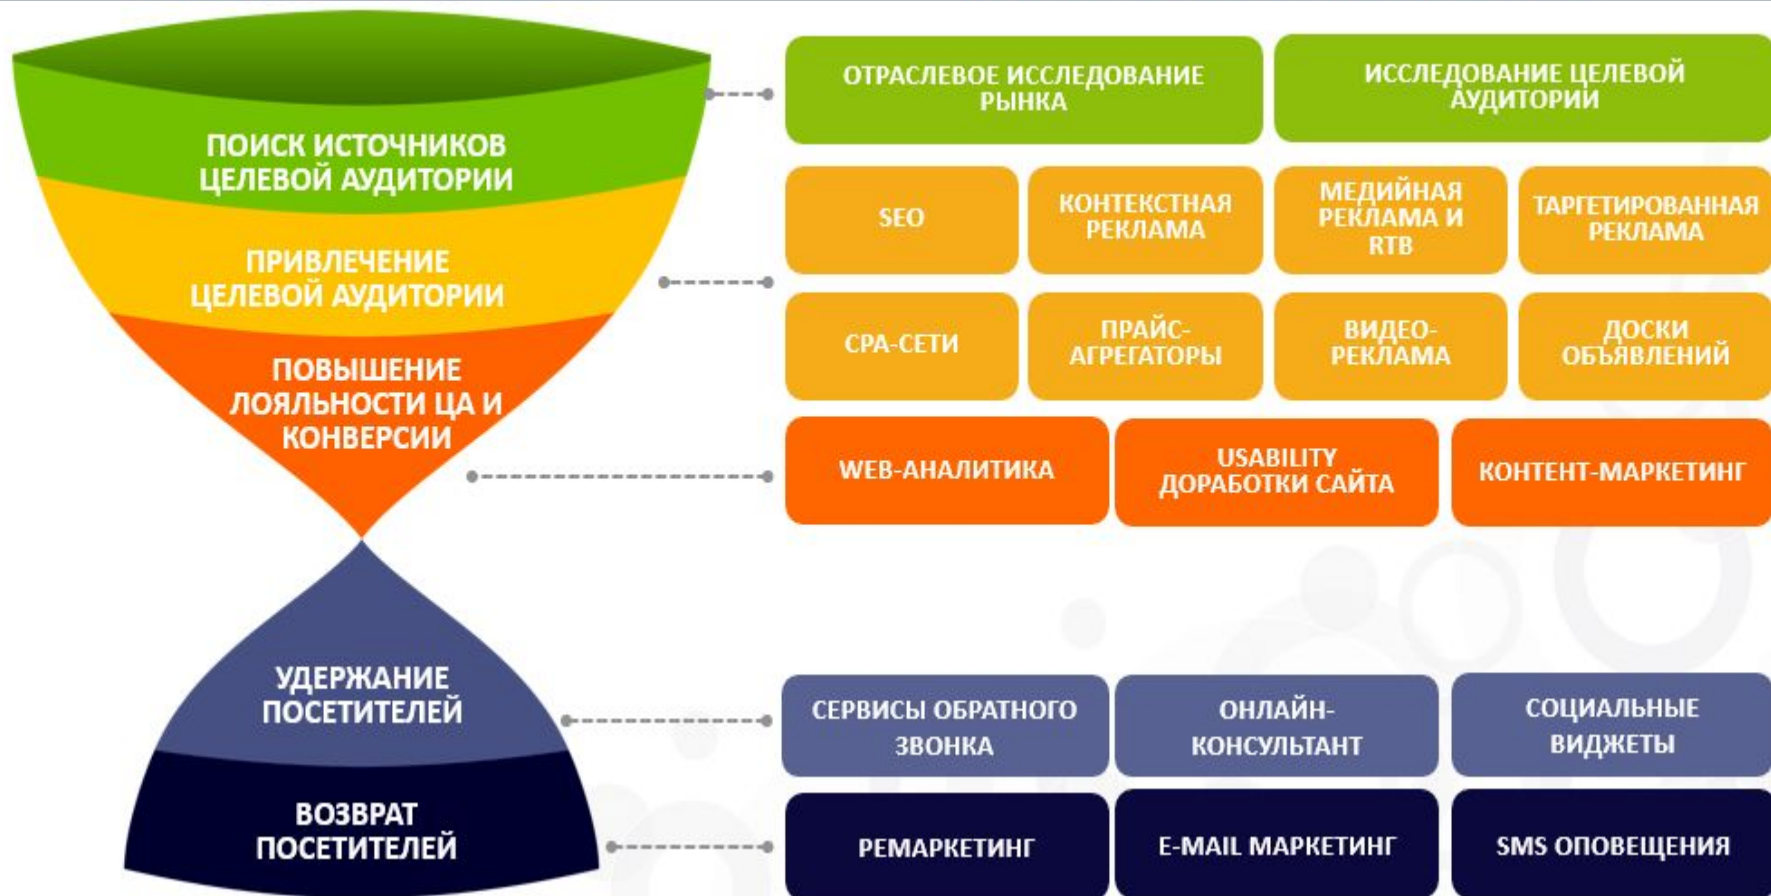 ПОИСК ИСТОЧНИКОВ
ЦЕЛЕВОЙ АУДИТОРИИ
ОТРАСЛЕВОЕ ИССЛЕДОВАНИЕ
РЫНКА
ИССЛЕДОВАНИЕ ЦЕЛЕВОЙ
АУДИТОРИИ
ПРИВЛЕЧЕНИЕ
ЦЕЛЕВОЙ АУДИТОРИИ
SEO
КОНТЕКСТНАЯ
РЕКЛАМА
МЕДИЙНАЯ
РЕКЛАМА И
RTB
ТАРГЕТИРОВАННАЯ
РЕКЛАМА
CPA-СЕТИ
ПРАЙС-
АГРЕГАТОРЫ
ВИДЕО-
РЕКЛАМА
ДОСКИ
ОБЪЯВЛЕНИЙ
ПОВЫШЕНИЕ
ЛОЯЛЬНОСТИ ЦА И
КОНВЕРСИИ
WEB-АНАЛИТИКА
USABILITY
ДОРАБОТКИ САЙТА
КОНТЕНТ-МАРКЕТИНГ
УДЕРЖАНИЕ
ПОСЕТИТЕЛЕЙ
СЕРВИСЫ ОБРАТНОГО
ЗВОНКА
ОНЛАЙН-
КОНСУЛЬТАНТ
СОЦИАЛЬНЫЕ
ВИДЖЕТЫ
ВОЗВРАТ
ПОСЕТИТЕЛЕЙ
РЕМАРКЕТИНГ
E-MAIL МАРКЕТИНГ
SMS ОПОВЕЩЕНИЯ